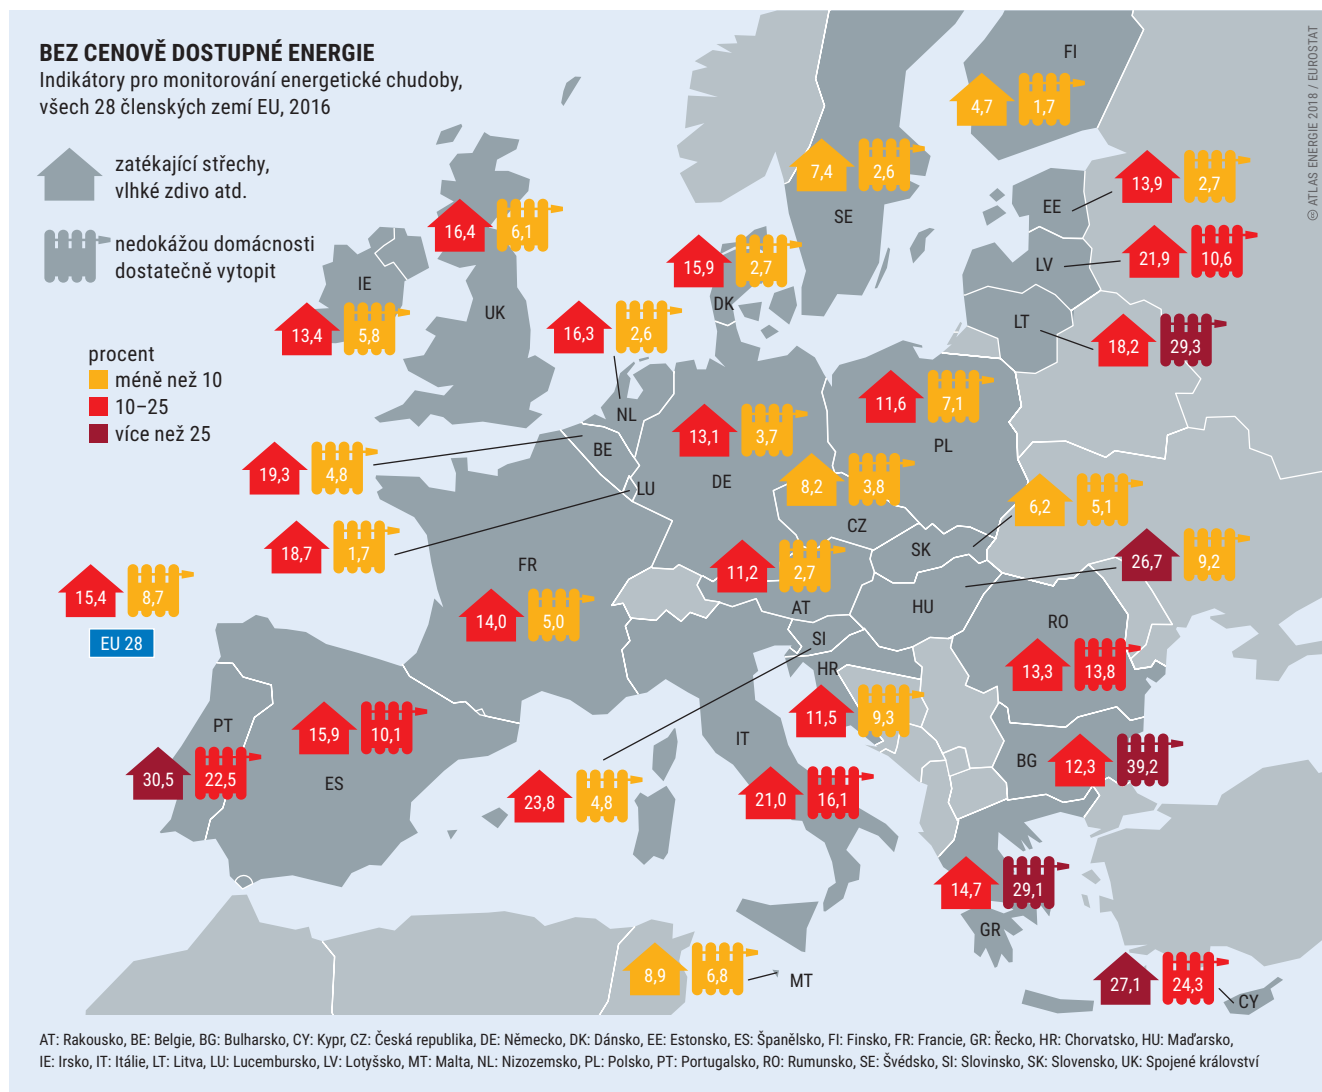 BEZ CENOVĚ DOSTUPNÉ ENERGIE
Indikátory pro monitorování energetické chudoby,
všech 28 členských zemí EU, 2016
zatékající střechy,
vlhké zdivo atd.
nedokážou domácnosti
dostatečně vytopit
procent
méně než 10
10–25
více než 25
© ATLAS ENERGIE 2018 / EUROSTAT
FI
4,7 1,7
7,4 2,6
SE
13,9 2,7
EE
21,9 10,6
LV
LT
18,2 29,3
16,4 6,1
UK
IE
13,4 5,8
15,9 2,7
DK
16,3 2,6
NL
11,6 7,1
PL
13,1 3,7
DE
19,3 4,8
BE
LU
18,7 1,7
8,2 3,8
CZ
6,2 5,1
SK
26,7 9,2
HU
11,2 2,7
AT
FR
14,0 5,0
15,4 8,7
EU 28
SI
HR
11,5 9,3
RO
13,3 13,8
PT
30,5 22,5
15,9 10,1
ES
23,8 4,8
IT
21,0 16,1
BG
12,3 39,2
14,7 29,1
GR
8,9 6,8
MT
27,1 24,3
CY
AT: Rakousko, BE: Belgie, BG: Bulharsko, CY: Kypr, CZ: Česká republika, DE: Německo, DK: Dánsko, EE: Estonsko, ES: Španělsko, FI: Finsko, FR: Francie, GR: Řecko, HR: Chorvatsko, HU: Maďarsko,
IE: Irsko, IT: Itálie, LT: Litva, LU: Lucembursko, LV: Lotyšsko, MT: Malta, NL: Nizozemsko, PL: Polsko, PT: Portugalsko, RO: Rumunsko, SE: Švédsko, SI: Slovinsko, SK: Slovensko, UK: Spojené království